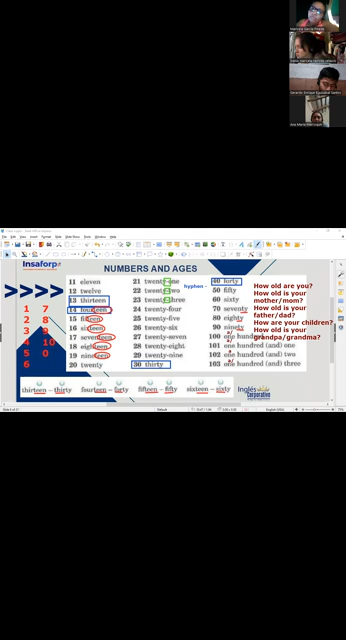 Insaforp
NUMBERS AND AGES
11 eleven
12 twelve
13 thirteen
14 fourteen
15 fifteen
16 sixteen
17 seventeen
18 eighteen
19 nineteen
20 twenty
21 twenty-one
22 twenty-two
23 twenty-three
24 twenty-four
25 twenty-five
26 twenty-six
27 twenty-seven
28 twenty-eight
29 twenty-nine
30 thirty
hyphen -
40 forty
50 fifty
60 sixty
70 seventy
80 eighty
90 ninety
a/
100 one hundred
a/
101 one hundred (and) one
102 one hundred (and) two
a/
103 one hundred (and) three
How old are you?
How old is your
mother/mom?
How old is your
father/dad?
How are your children?
How old is your
grandpa/grandma?
>>>>
1 7
2 8
3 9
4 10
5 0
6
thirteen – thirty
fourteen – forty
fifteen – fifty
sixteen – sixty
Inglés
Corporativo